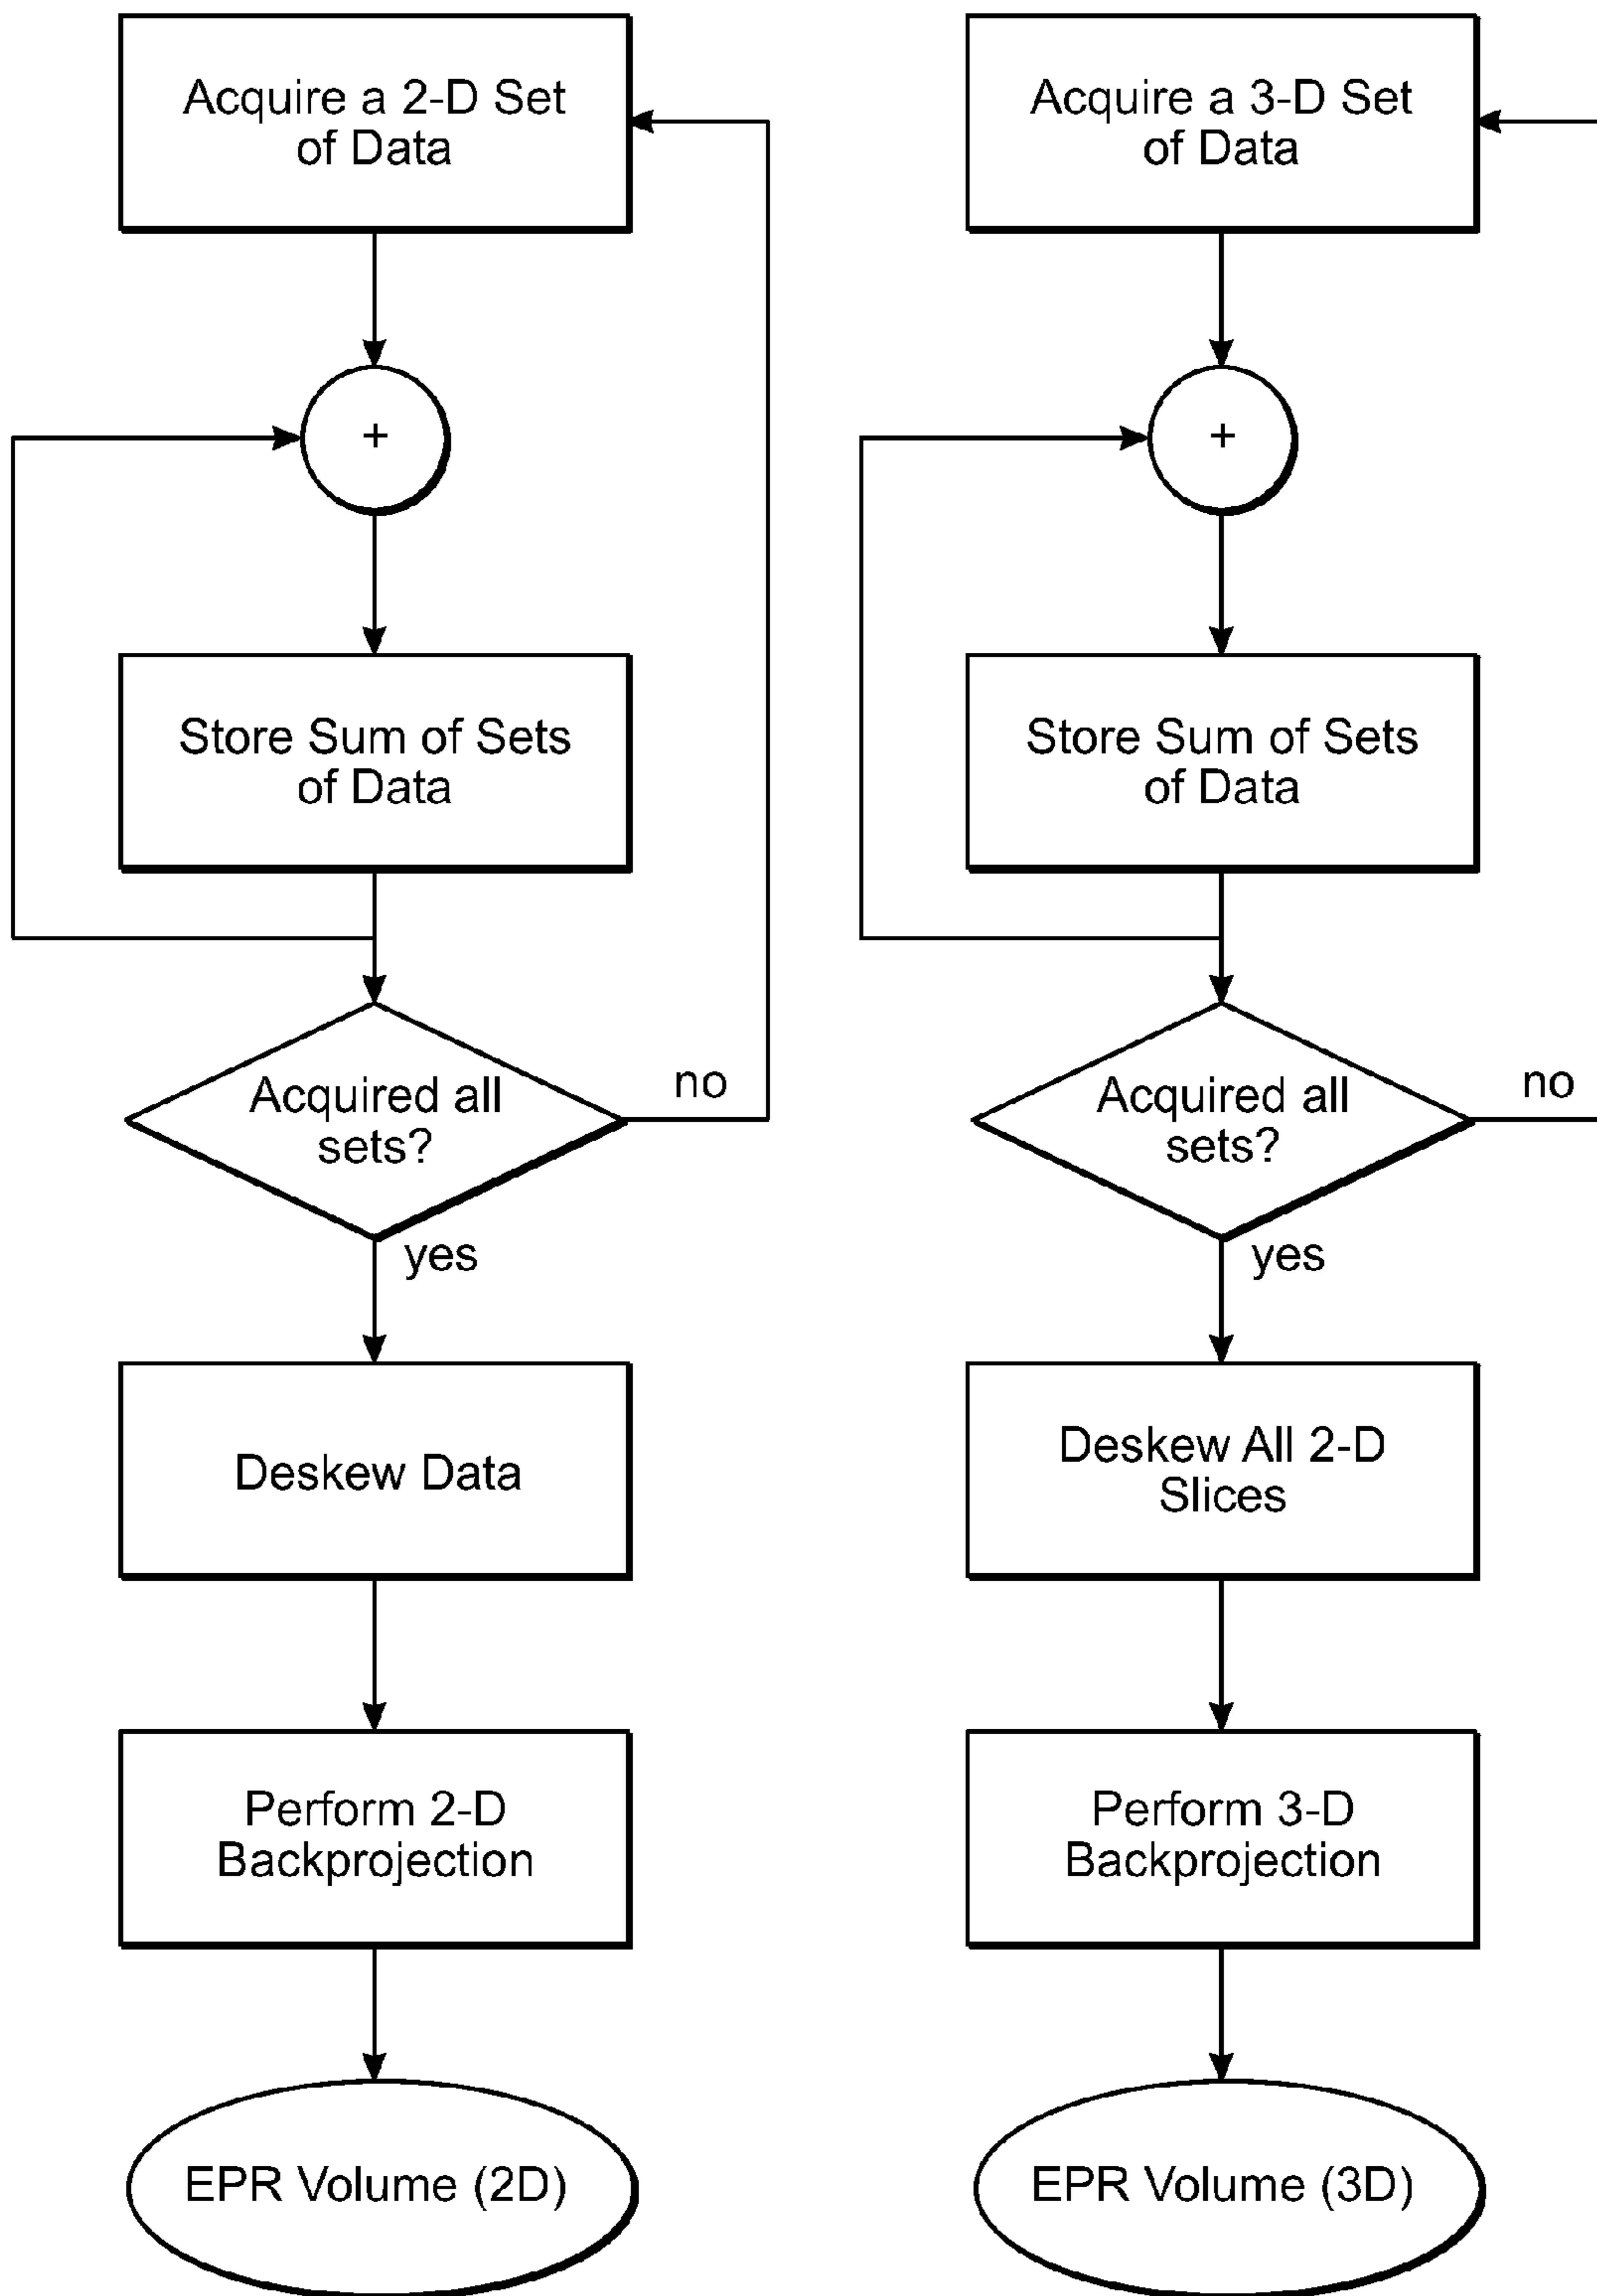 Acquire a 2-D Set
of Data
+
Store Sum of Sets
of Data
Acquired all
sets?
no
yes
Deskew Data
Perform 2-D
Backprojection
EPR Volume (2D)
Acquire a 3-D Set
of Data
+
Store Sum of Sets
of Data
Acquired all
sets?
no
yes
Deskew All 2-D
Slices
Perform 3-D
Backprojection
EPR Volume (3D)